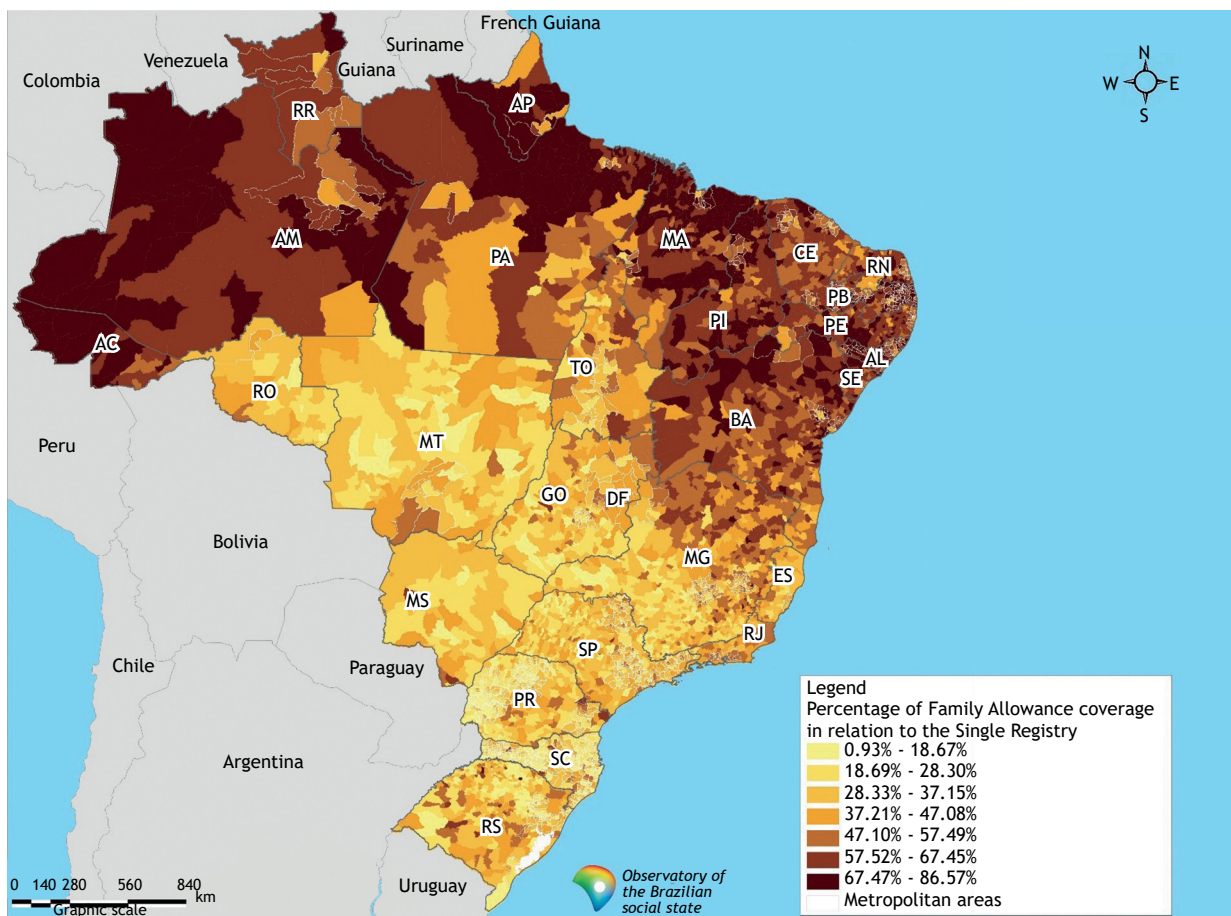 French Guiana
Suriname
Venezuela
Guiana
Colombia
N
W E
S
RR
AP
AM
PA
MA
CE
RN
PB
PI
PE
AC
AL
TO
SE
RO
BA
MT
Peru
GO
DF
Bolivia
MG
ES
MS
RJ
SP
Chile
Paraguay
PR
SC
Argentina
RS
Uruguay
Legend
Percentage of Family Allowance coverage
in relation to the Single Registry
0.93% - 18.67%
18.69% - 28.30%
28.33% - 37.15%
37.21% - 47.08%
47.10% - 57.49%
57.52% - 67.45%
67.47% - 86.57%
Metropolitan areas
0 140 280 560 840
km
Graphic scale
Observatory of
the Brazilian
social state